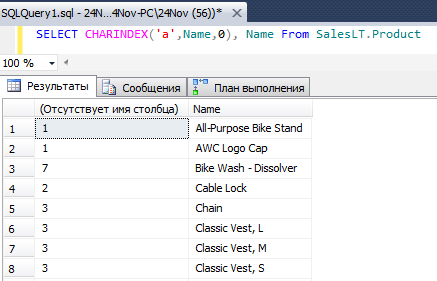 SQLQuery1.sql - 24N...4Nov-PC\24Nov (56))*
SELECT CHARINDEX('a',Name,0), Name From SalesLT.Product
100 %
Результаты Сообщения План выполнения
(Отсутствует имя столбца) Name
1 1 All-Purpose Bike Stand
2 1 AWC Logo Cap
3 7 Bike Wash - Dissolver
4 2 Cable Lock
5 3 Chain
6 3 Classic Vest, L
7 3 Classic Vest, M
8 3 Classic Vest, S